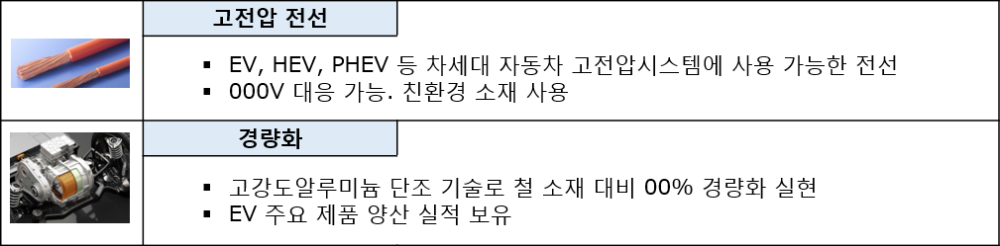 고전압 전선
▪ EV, HEV, PHEV 등 차세대 자동차 고전압시스템에 사용 가능한 전선
▪ 000V 대응 가능. 친환경 소재 사용
경량화
▪ 고강도알루미늄 단조 기술로 철 소재 대비 00% 경량화 실현
▪ EV 주요 제품 양산 실적 보유